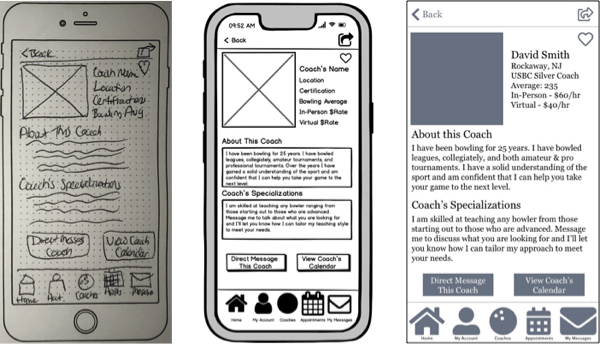 <Back
Coach Name
Location
Certification
Bowling Avg
About This Coach
Coach's Specializations
Direct Message
Coach
View Coach
Calendar
Home
Coaches
Message
09:52 AM
< Back
Coach's Name
Location
Certification
Bowling Average
In-Person $Rate
Virtual $Rate
About This Coach
I have been bowling for 25 years. I have bowled
leagues, collegiately, amateur tournaments, and
professional tournaments. Over the years I have
gained a solid understanding of the sport and am
confident that I can help you take your game to the
next level
Coach's Specializations
I am skilled at teaching any bowler ranging from
those starting out to those who are advanced.
Message me to talk about what you are looking for
and I'll let you know how I can tailor my teaching style
to meet your needs.
Direct Message
This Coach
View Coach's
Calendar
Home
My Account
Coaches
Appointments
My Messages
< Back
David Smith
Rockaway, NJ
USBC Silver Coach
Average: 235
In-Person - $60/hr
Virtual - $40/hr
About this Coach
I have been bowling for 25 years. I have bowled
leagues, collegiately, and both amateur & pro
tournaments. I have a solid understanding of the
sport and am confident that I can help you take
your game to the next level.
Coach's Specializations
I am skilled at teaching any bowler from those
starting out to those who are advanced. Message
me to discuss what you are looking for and I'll let
you know how I can tailor my approach to meet your
needs.
Direct Message
This Coach
View Coach's
Calendar
Home
My Account
Coaches
Appointments
My Messages